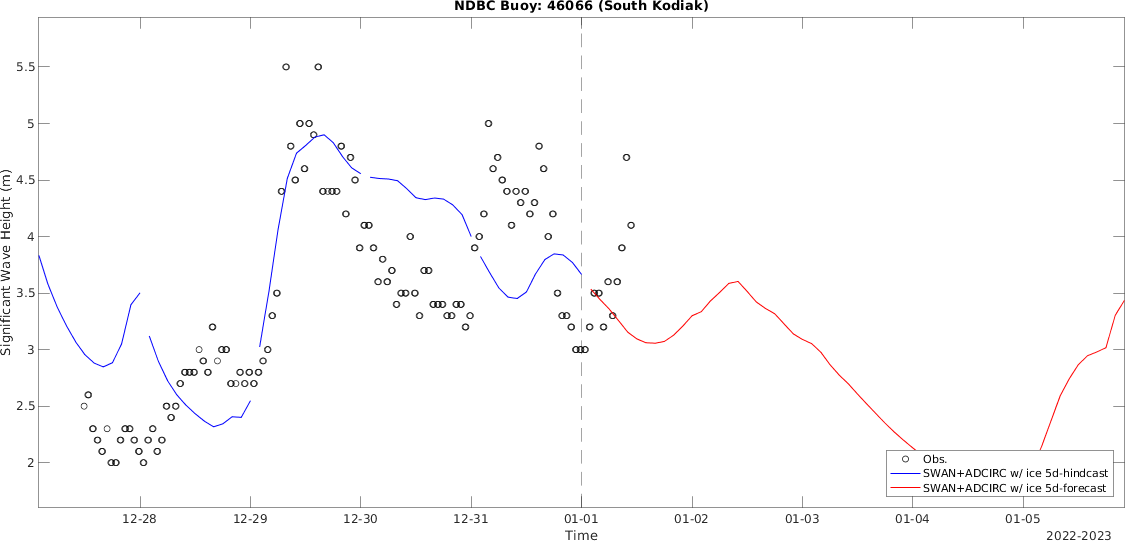 NDBC Buoy: 46066 (South Kodiak)
Significant Wave Height (m)
5.5
5
4.5
4
3.5
3
2.5
2
Obs.
SWAN+ADCIRC w/ ice 5d-hindcast
SWAN+ADCIRC w/ ice 5d-forecast
12-28 12-29 12-30 12-31 01-01 01-02 01-03 01-04 01-05
Time
2022-2023